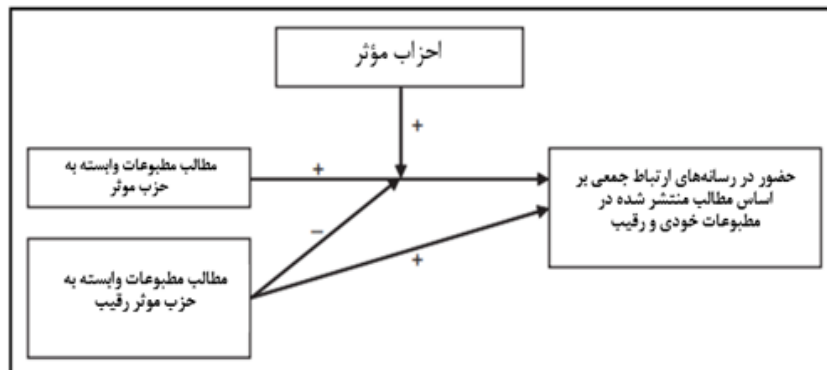 احزاب مؤثر
+
مطالب مطبوعات وابسته به
حزب موثر
+
حضور در رسانه‌های ارتباط جمعی بر
اساس مطالب منتشر شده در
مطبوعات خودی و رقیب
–
مطالب مطبوعات وابسته به
حزب موثر رقیب
+